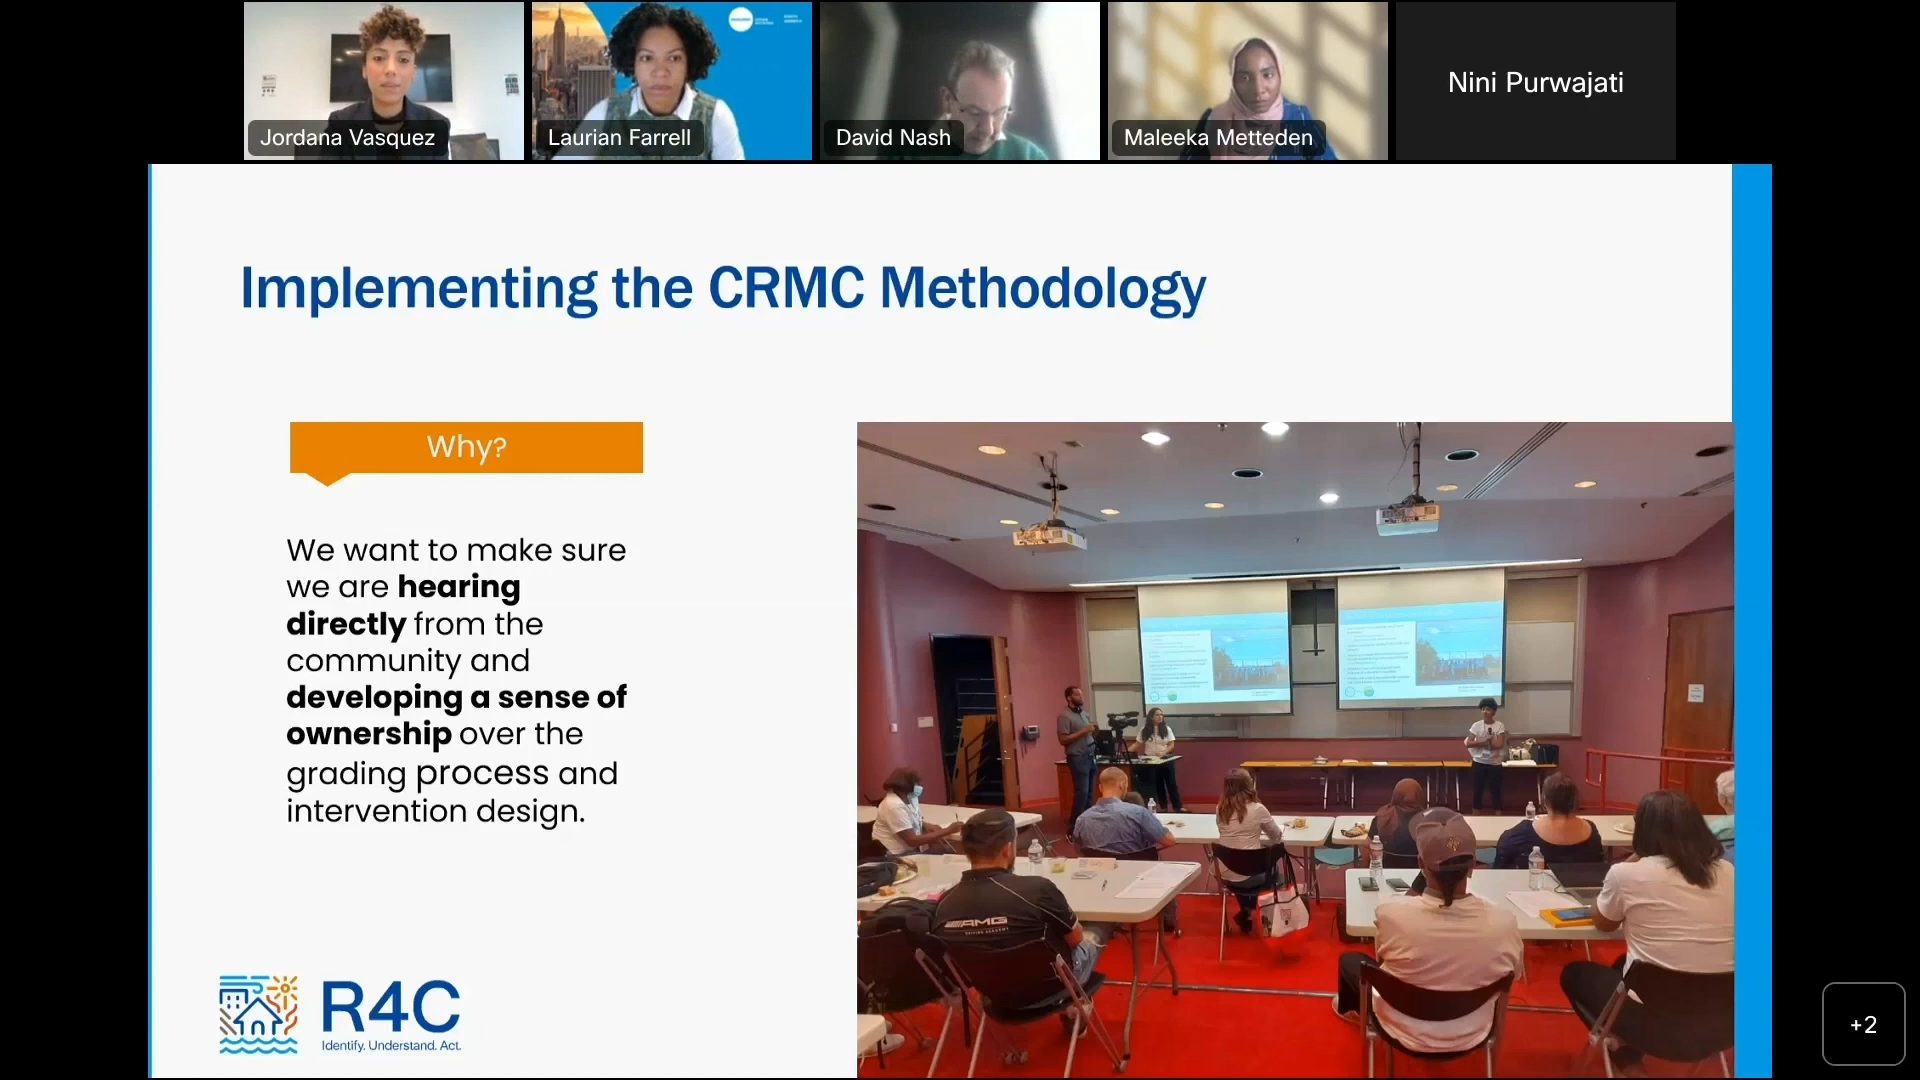 Jordana Vasquez
Laurian Farrell
David Nash
Maleeka Metteden
Nini Purwajati
Implementing the CRMC Methodology
Why?
We want to make sure
we are hearing
directly from the
community and
developing a sense of
ownership over the
grading process and
intervention design.
AMG
R4C
Identify. Understand. Act.
+2